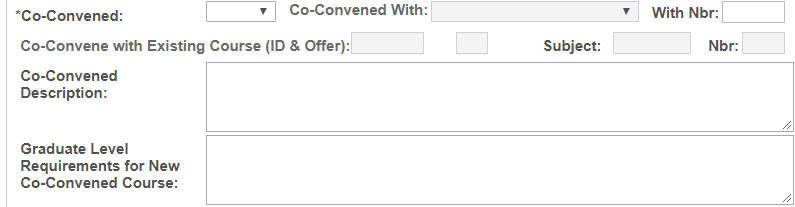 *Co-Convened: Co-Convened With: With Nbr:
Co-Convene with Existing Course (ID & Offer): Subject: Nbr:
Co-Convened
Description:
Graduate Level
Requirements for New
Co-Convened Course: